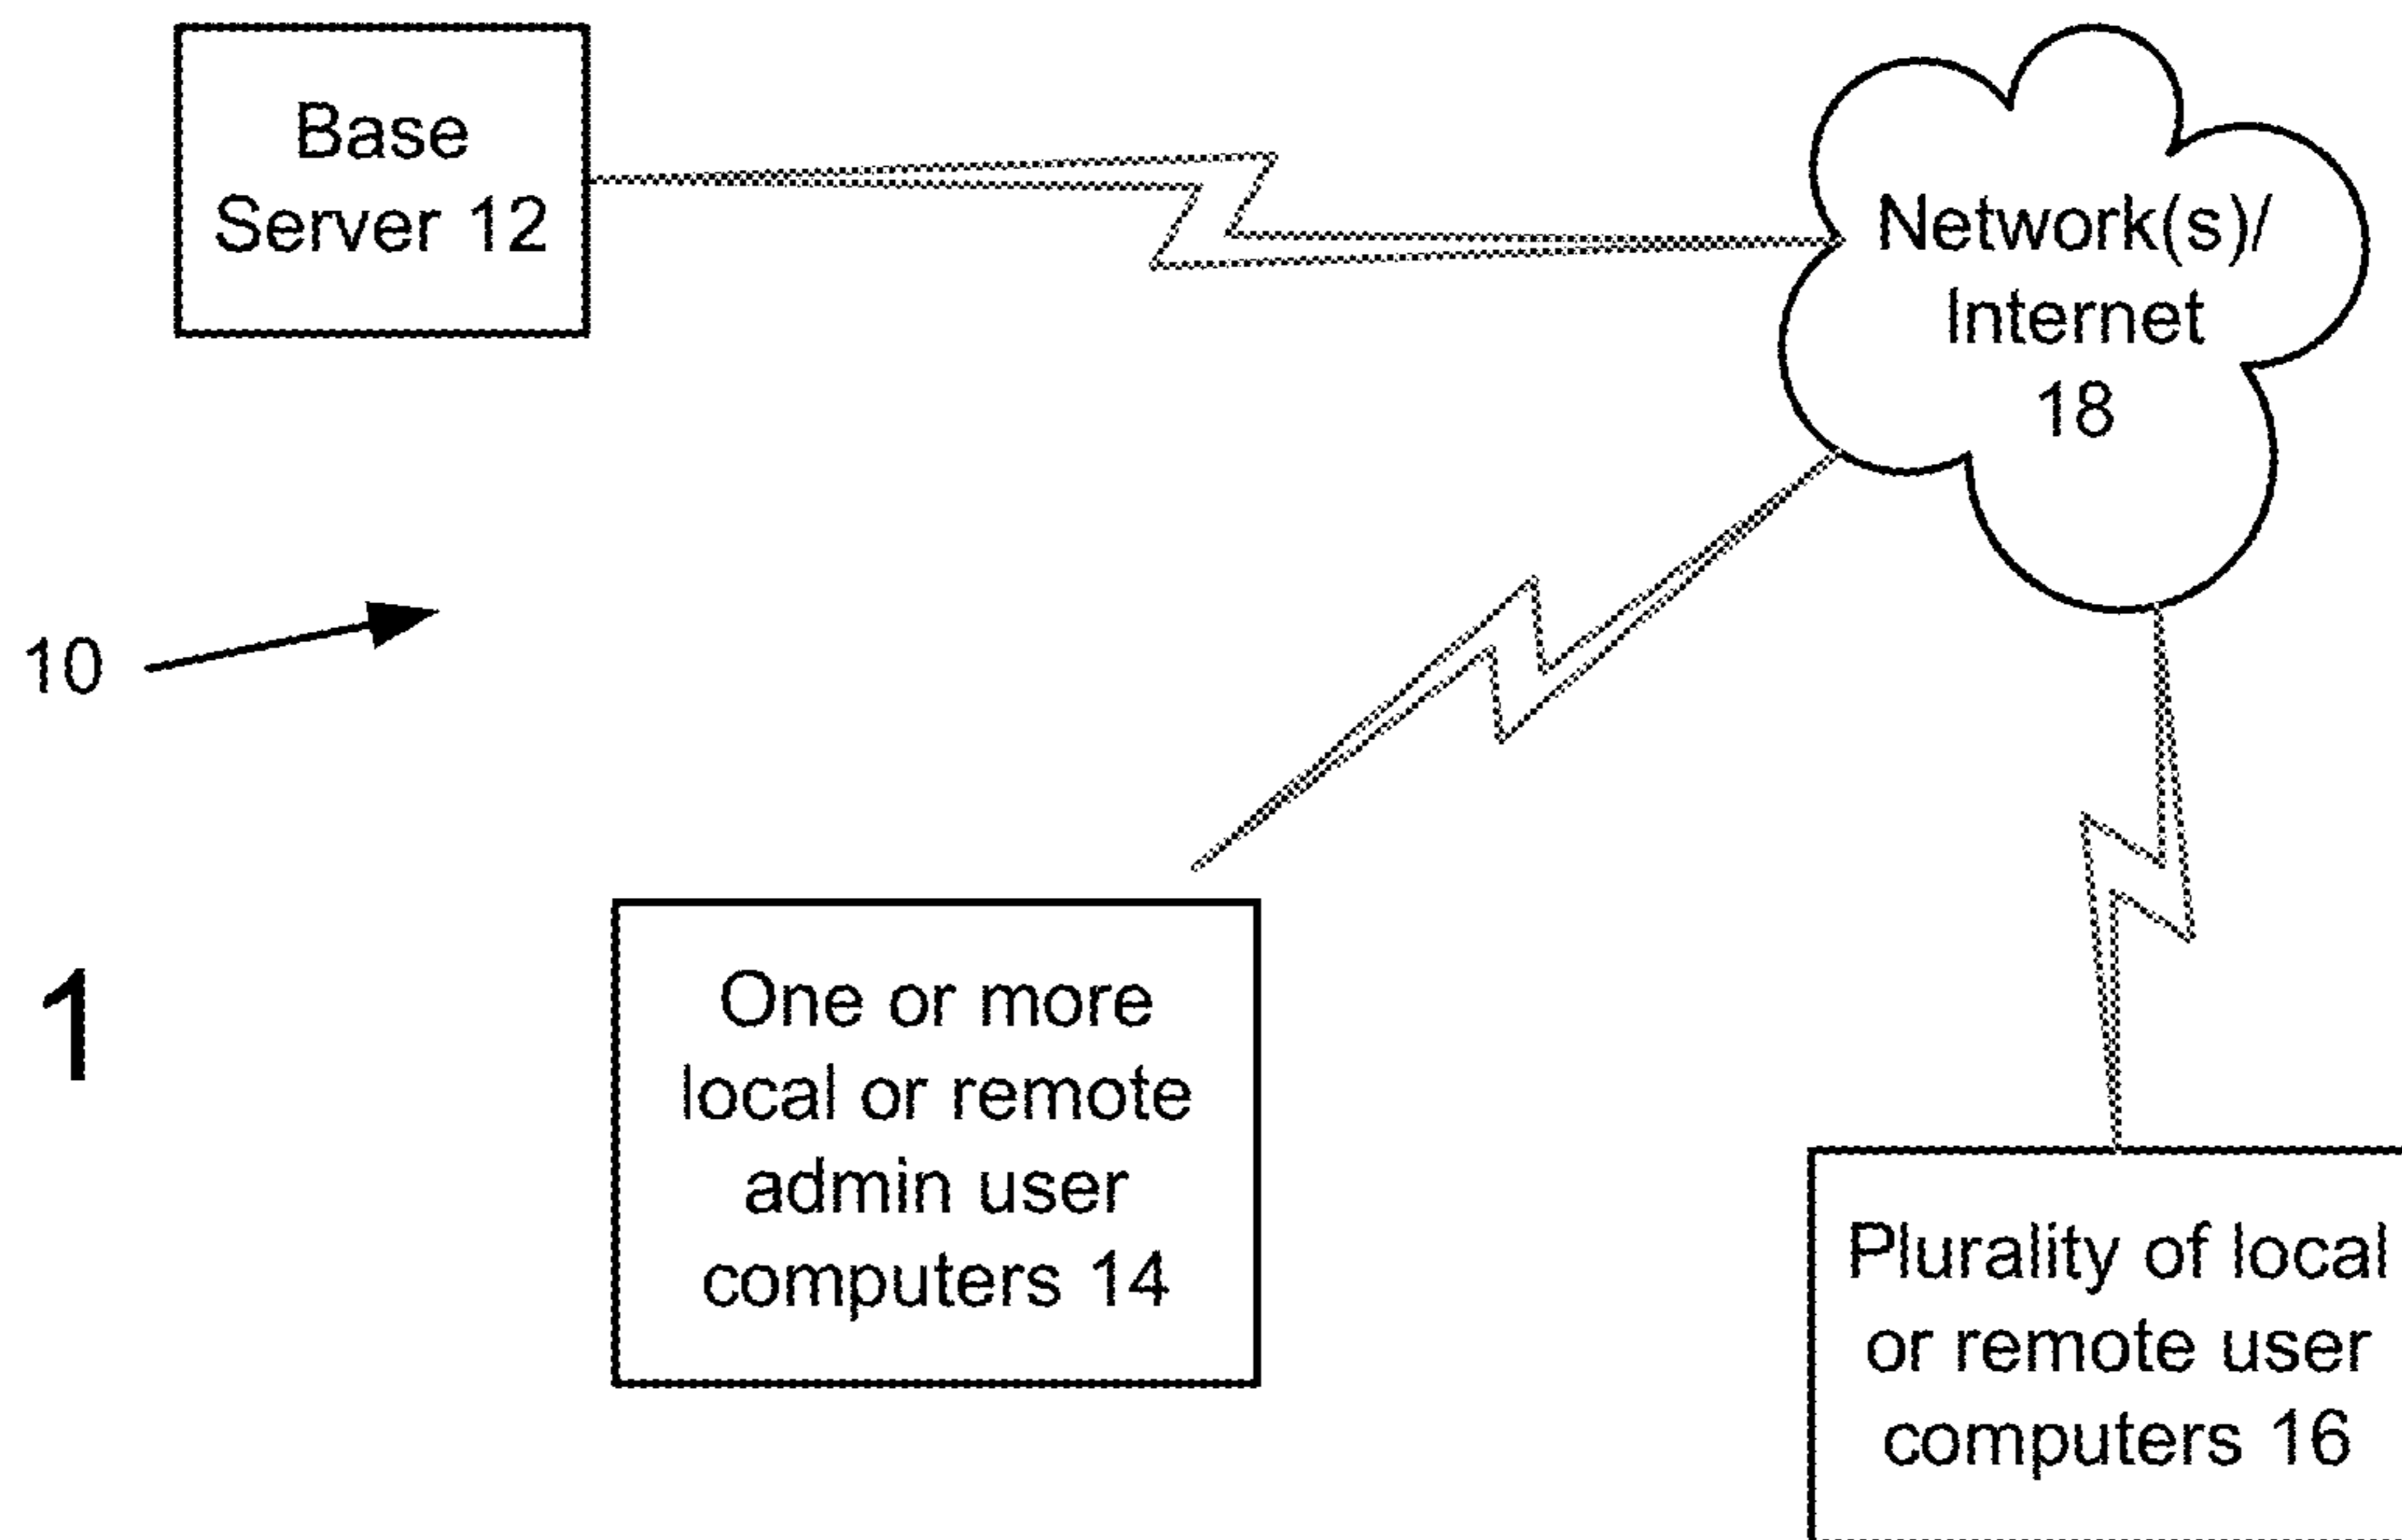 Base
Server 12
Network(s)/
Internet
18
10
1
One or more
local or remote
admin user
computers 14
Plurality of local
or remote user
computers 16